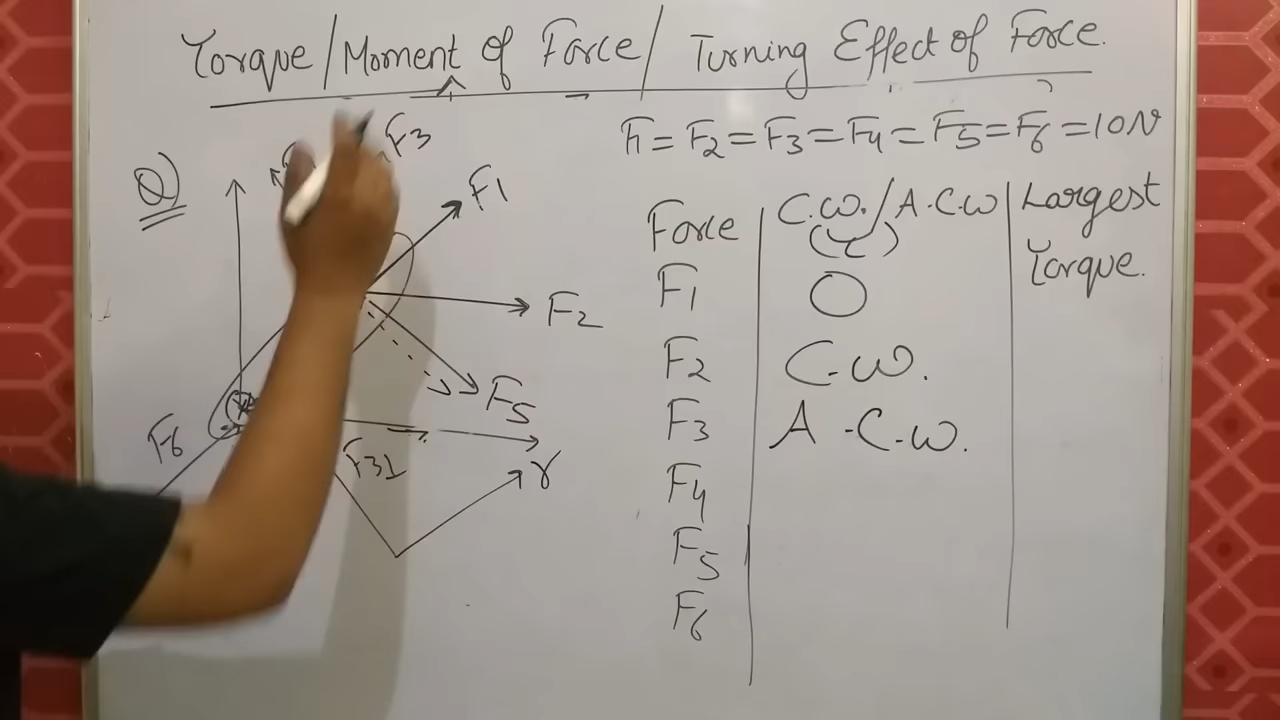 Torque/Moment of Force/ Turning Effect of Force.
F1 = F2 = F3 = F4 = F5 = F6 = 10N
Q)
F3
F1
F2
F5
F6
F31
r
Force
C.W./A.C.W
(τ)
Largest
Torque.
F1
O
F2
C-W.
F3
A-C-W.
F4
F5
F6